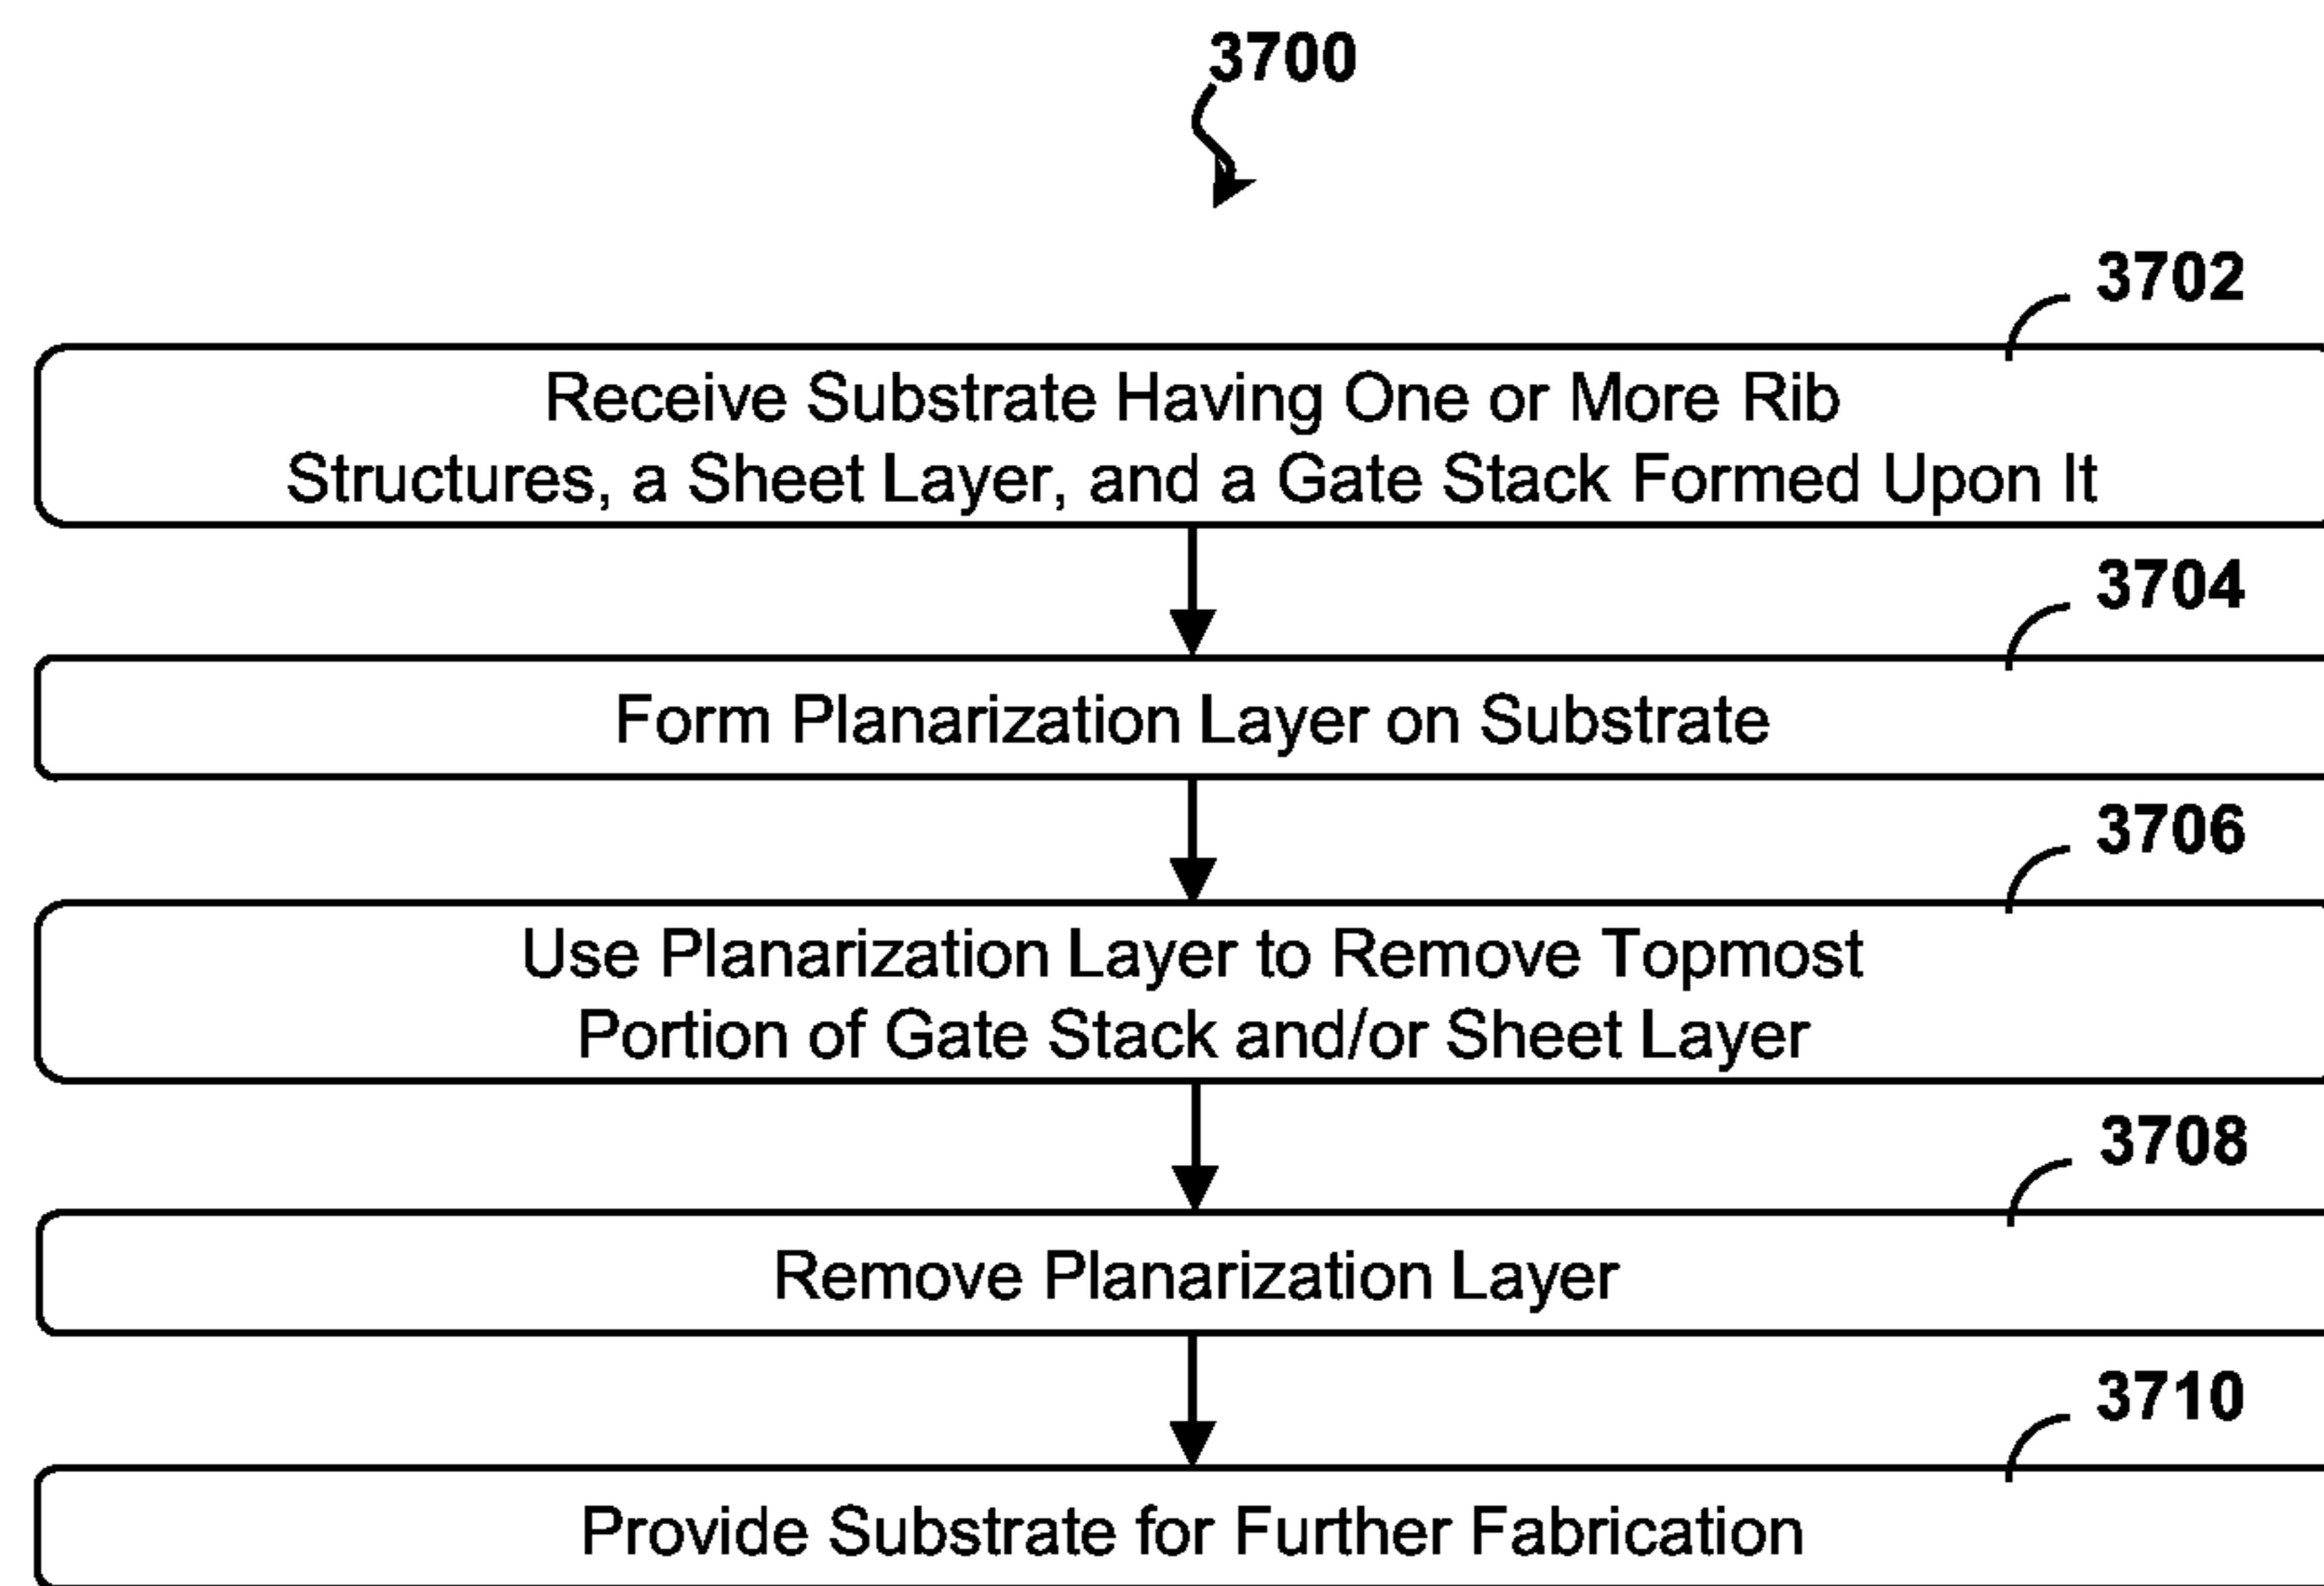 3700
3702
Receive Substrate Having One or More Rib
Structures, a Sheet Layer, and a Gate Stack Formed Upon It
3704
Form Planarization Layer on Substrate
3706
Use Planarization Layer to Remove Topmost
Portion of Gate Stack and/or Sheet Layer
3708
Remove Planarization Layer
3710
Provide Substrate for Further Fabrication